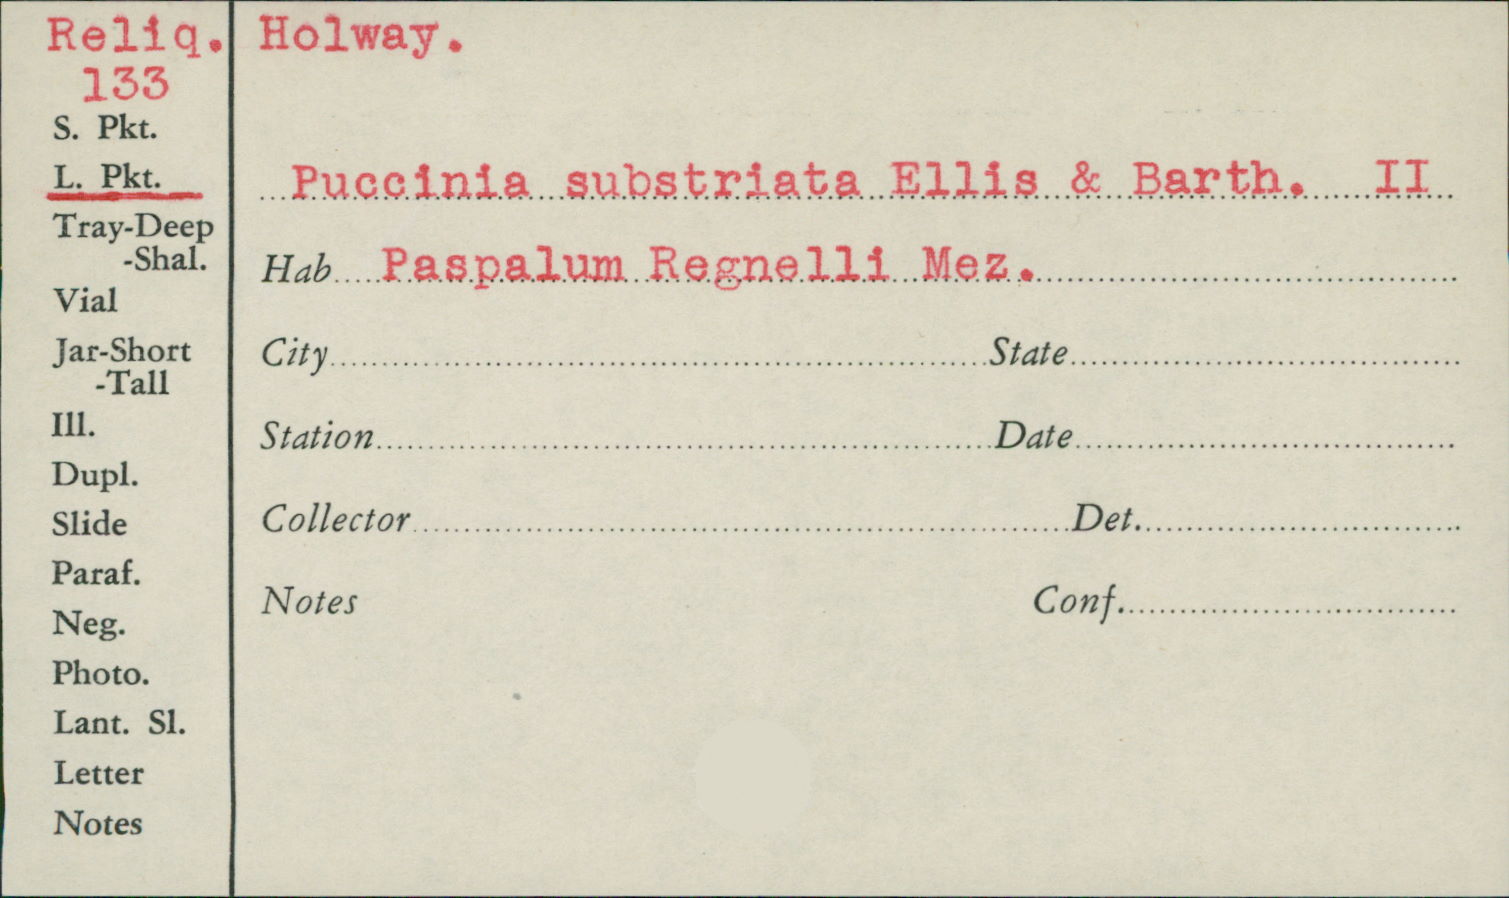 Reliq. Holway.
133
S. Pkt.
L. Pkt.
Puccinia substriata Ellis & Barth. II
Tray-Deep
-Shal.
Hab Paspalum Regnelli Mez.
Vial
Jar-Short
-Tall
City State
Ill.
Station Date
Dupl.
Slide
Collector Det.
Paraf.
Notes Conf.
Neg.
Photo.
Lant. Sl.
Letter
Notes